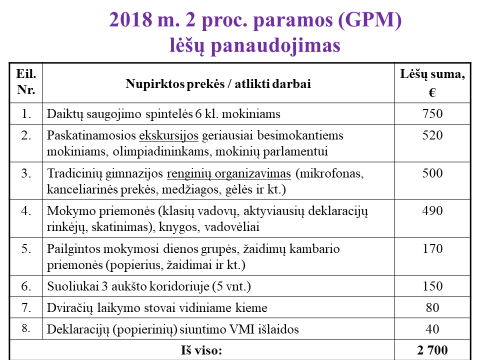 2018 m. 2 proc. paramos (GPM)
lėšų panaudojimas
Eil. Nr. Nupirktos prekės / atlikti darbai Lėšų suma, €
1. Daiktų saugojimo spintelės 6 kl. mokiniams 750
2. Paskatinamosios ekskursijos geriausiai besimokantiems
mokiniams, olimpiadininkams, mokinių parlamentui 520
3. Tradicinių gimnazijos renginių organizavimas (mikrofonas,
kanceliarinės prekės, medžiagos, gėlės ir kt.) 500
4. Mokymo priemonės (klasių vadovų, aktyviausių deklaracijų
rinkėjų, skatinimas), knygos, vadovėliai 490
5. Pailgintos mokymosi dienos grupės, žaidimų kambario
priemonės (popierius, žaidimai ir kt.) 170
6. Suoliukai 3 aukšto koridoriuje (5 vnt.) 150
7. Dviračių laikymo stovai vidiniame kieme 80
8. Deklaracijų (popierinių) siuntimo VMI išlaidos 40
Iš viso: 2 700